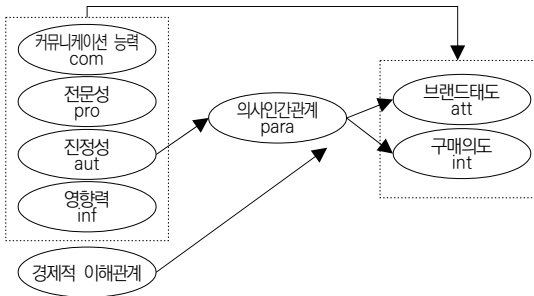 커뮤니케이션 능력
com
전문성
pro
진정성
aut
영향력
inf
경제적 이해관계
의사인간관계
para
브랜드태도
att
구매의도
int